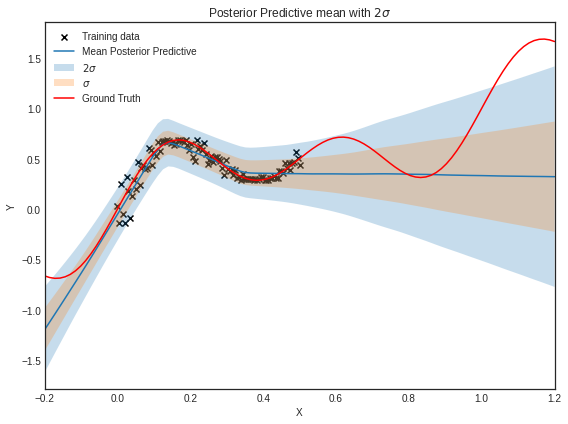 Posterior Predictive mean with 2σ
Training data
Mean Posterior Predictive
2σ
σ
Ground Truth
Y
1.5
1.0
0.5
0.0
−0.5
−1.0
−1.5
−0.2 0.0 0.2 0.4 0.6 0.8 1.0 1.2
X